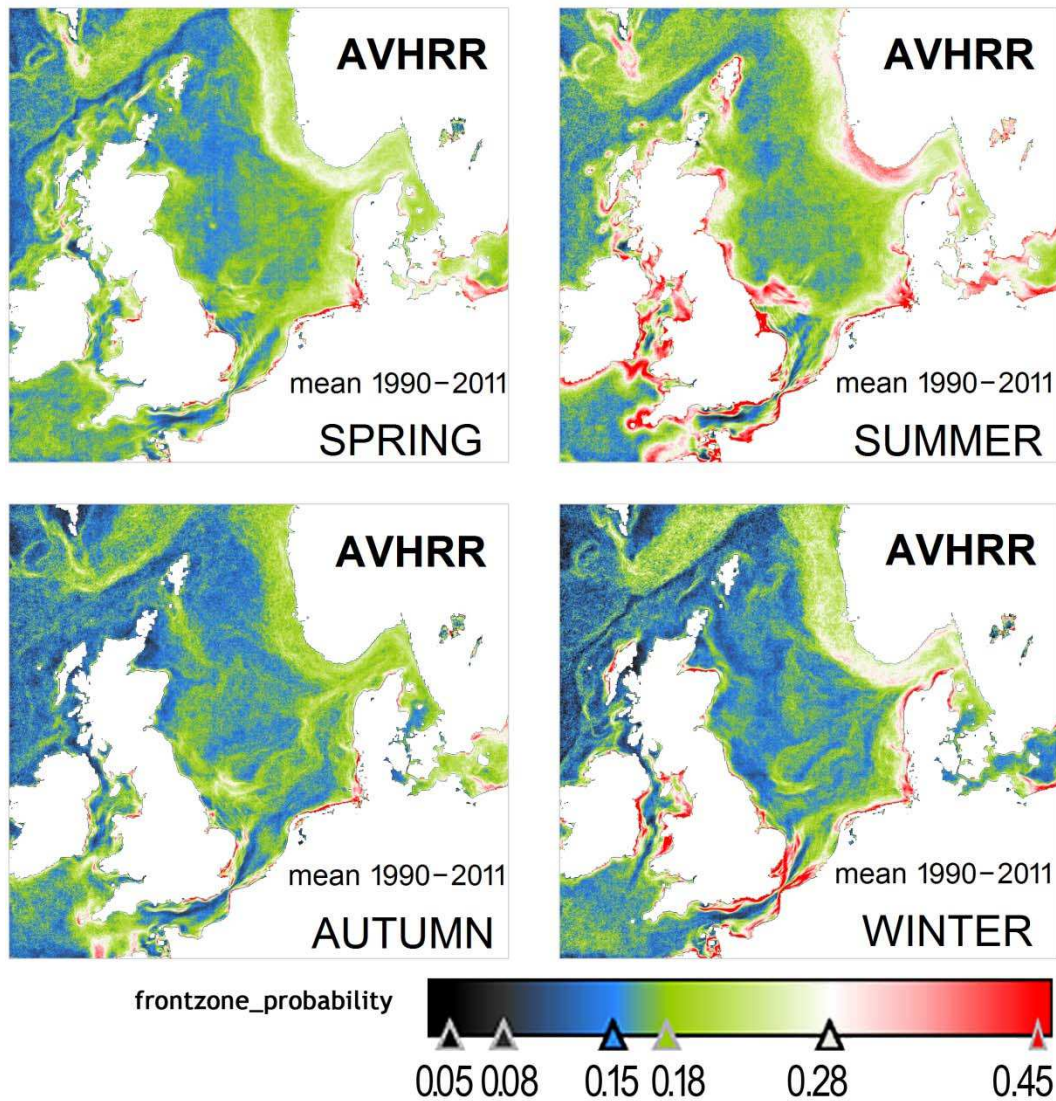 AVHRR
mean 1990–2011
SPRING
AVHRR
mean 1990–2011
SUMMER
AVHRR
mean 1990–2011
AUTUMN
AVHRR
mean 1990–2011
WINTER
frontzone_probability
0.05 0.08 0.15 0.18 0.28 0.45